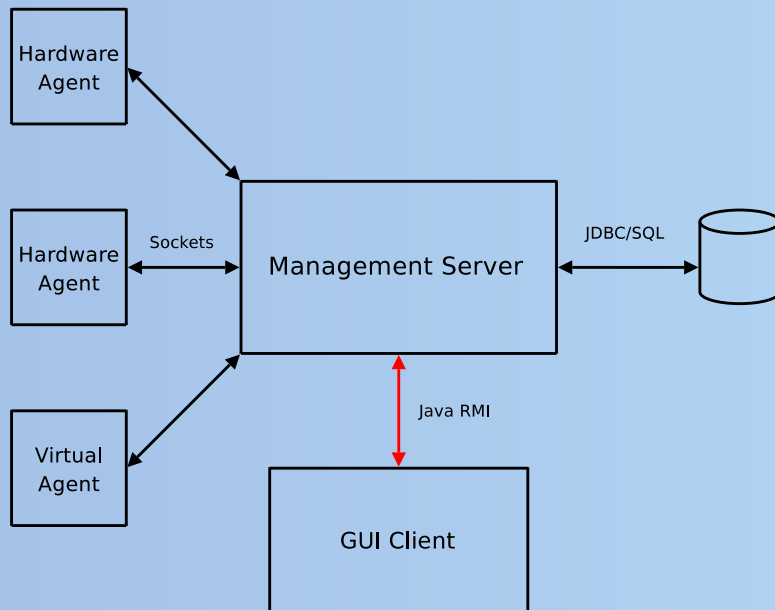 Hardware
Agent
Hardware
Agent
Sockets
Management Server
JDBC/SQL
Java RMI
Virtual
Agent
GUI Client